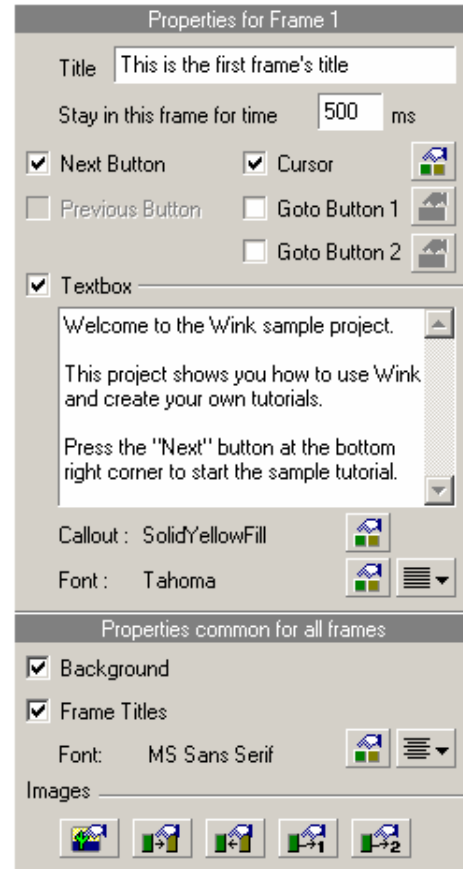 Properties for Frame 1
Title This is the first frame's title
Stay in this frame for time 500 ms
Next Button Cursor
Previous Button Goto Button 1
Goto Button 2
Textbox
Welcome to the Wink sample project.
This project shows you how to use Wink
and create your own tutorials.
Press the "Next" button at the bottom
right corner to start the sample tutorial.
Callout : SolidYellowFill
Font : Tahoma
Properties common for all frames
Background
Frame Titles
Font: MS Sans Serif
Images
1 2